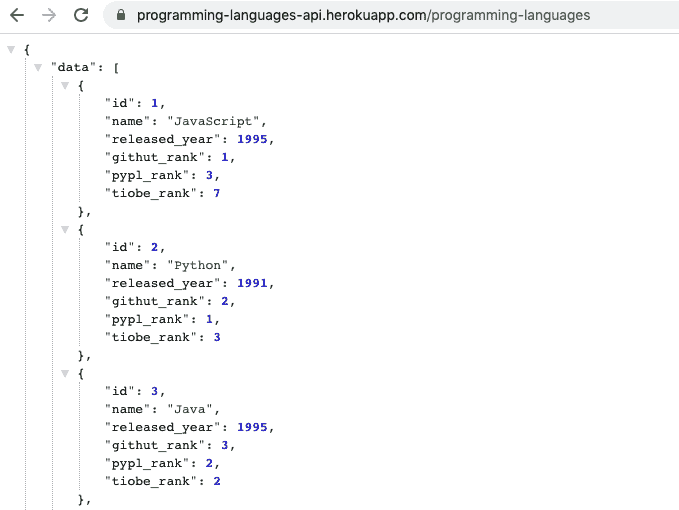 programming-languages-api.herokuapp.com/programming-languages
{
"data": [
{
"id": 1,
"name": "JavaScript",
"released_year": 1995,
"githut_rank": 1,
"pypl_rank": 3,
"tiobe_rank": 7
},
{
"id": 2,
"name": "Python",
"released_year": 1991,
"githut_rank": 2,
"pypl_rank": 1,
"tiobe_rank": 3
},
{
"id": 3,
"name": "Java",
"released_year": 1995,
"githut_rank": 3,
"pypl_rank": 2,
"tiobe_rank": 2
},